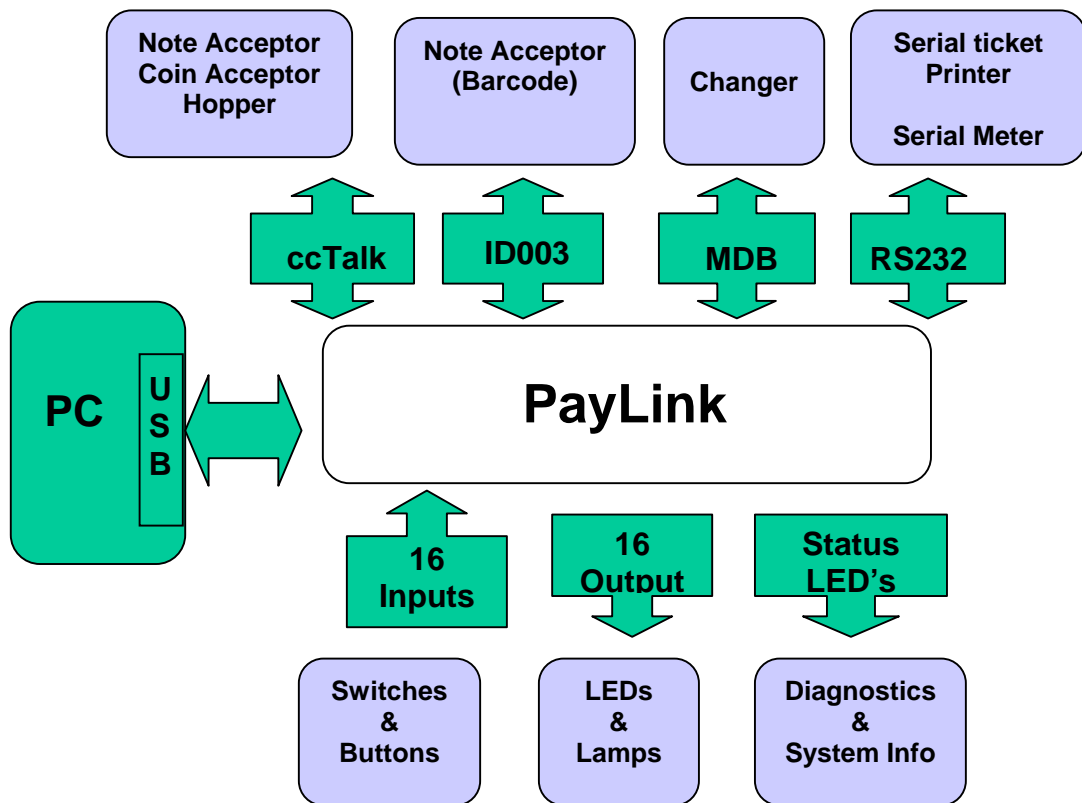 Note Acceptor
Coin Acceptor
Hopper
Note Acceptor
(Barcode)
Changer
Serial ticket
Printer
Serial Meter
ccTalk
ID003
MDB
RS232
PC
U
S
B
PayLink
16
Inputs
16
Output
Status
LED’s
Switches
&
Buttons
LEDs
&
Lamps
Diagnostics
&
System Info